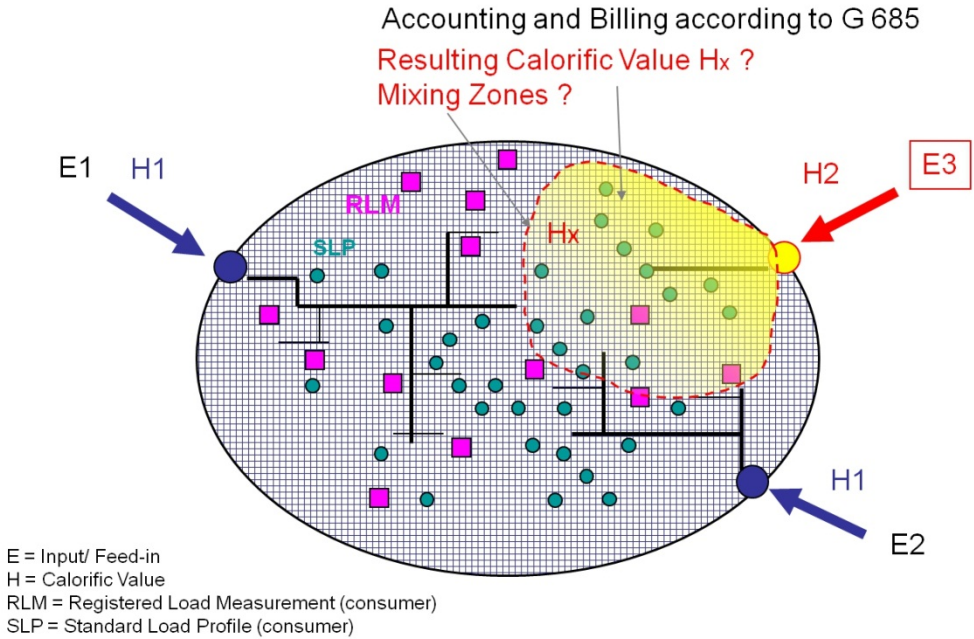 Accounting and Billing according to G 685
Resulting Calorific Value Hx ?
Mixing Zones ?
E1 H1
H2 E3
RLM
SLP
Hx
H1
E2
E = Input/ Feed-in
H = Calorific Value
RLM = Registered Load Measurement (consumer)
SLP = Standard Load Profile (consumer)